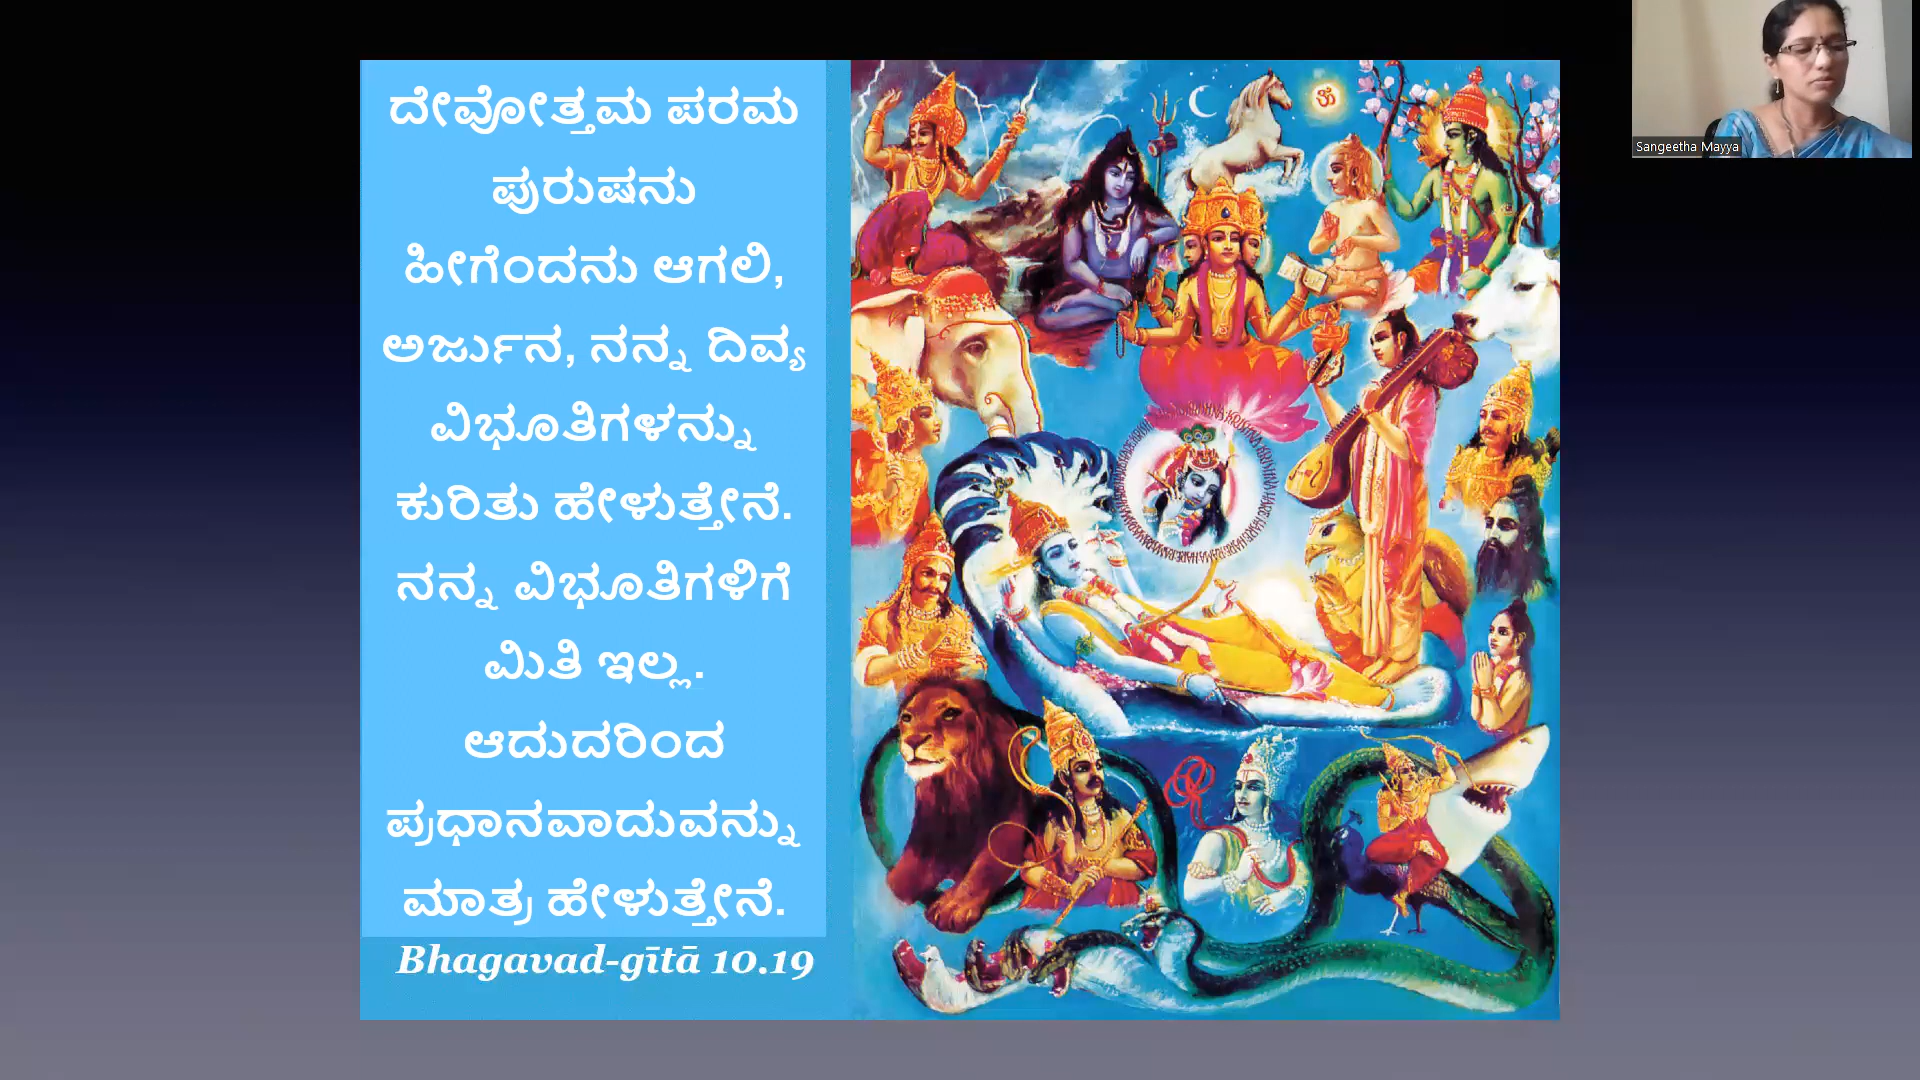 ದೇವೋತ್ತಮ ಪರಮ
ಪುರುಷನು
ಹೀಗೆಂದನು ಆಗಲಿ,
ಅರ್ಜುನ, ನನ್ನ ದಿವ್ಯ
ವಿಭೂತಿಗಳನ್ನು
ಕುರಿತು ಹೇಳುತ್ತೇನೆ.
ನನ್ನ ವಿಭೂತಿಗಳಿಗೆ
ಮಿತಿ ಇಲ್ಲ.
ಆದುದರಿಂದ
ಪ್ರಧಾನವಾದುವನ್ನು
ಮಾತ್ರ ಹೇಳುತ್ತೇನೆ.
Bhagavad-gītā 10.19
ॐ
Sangeetha Mayya